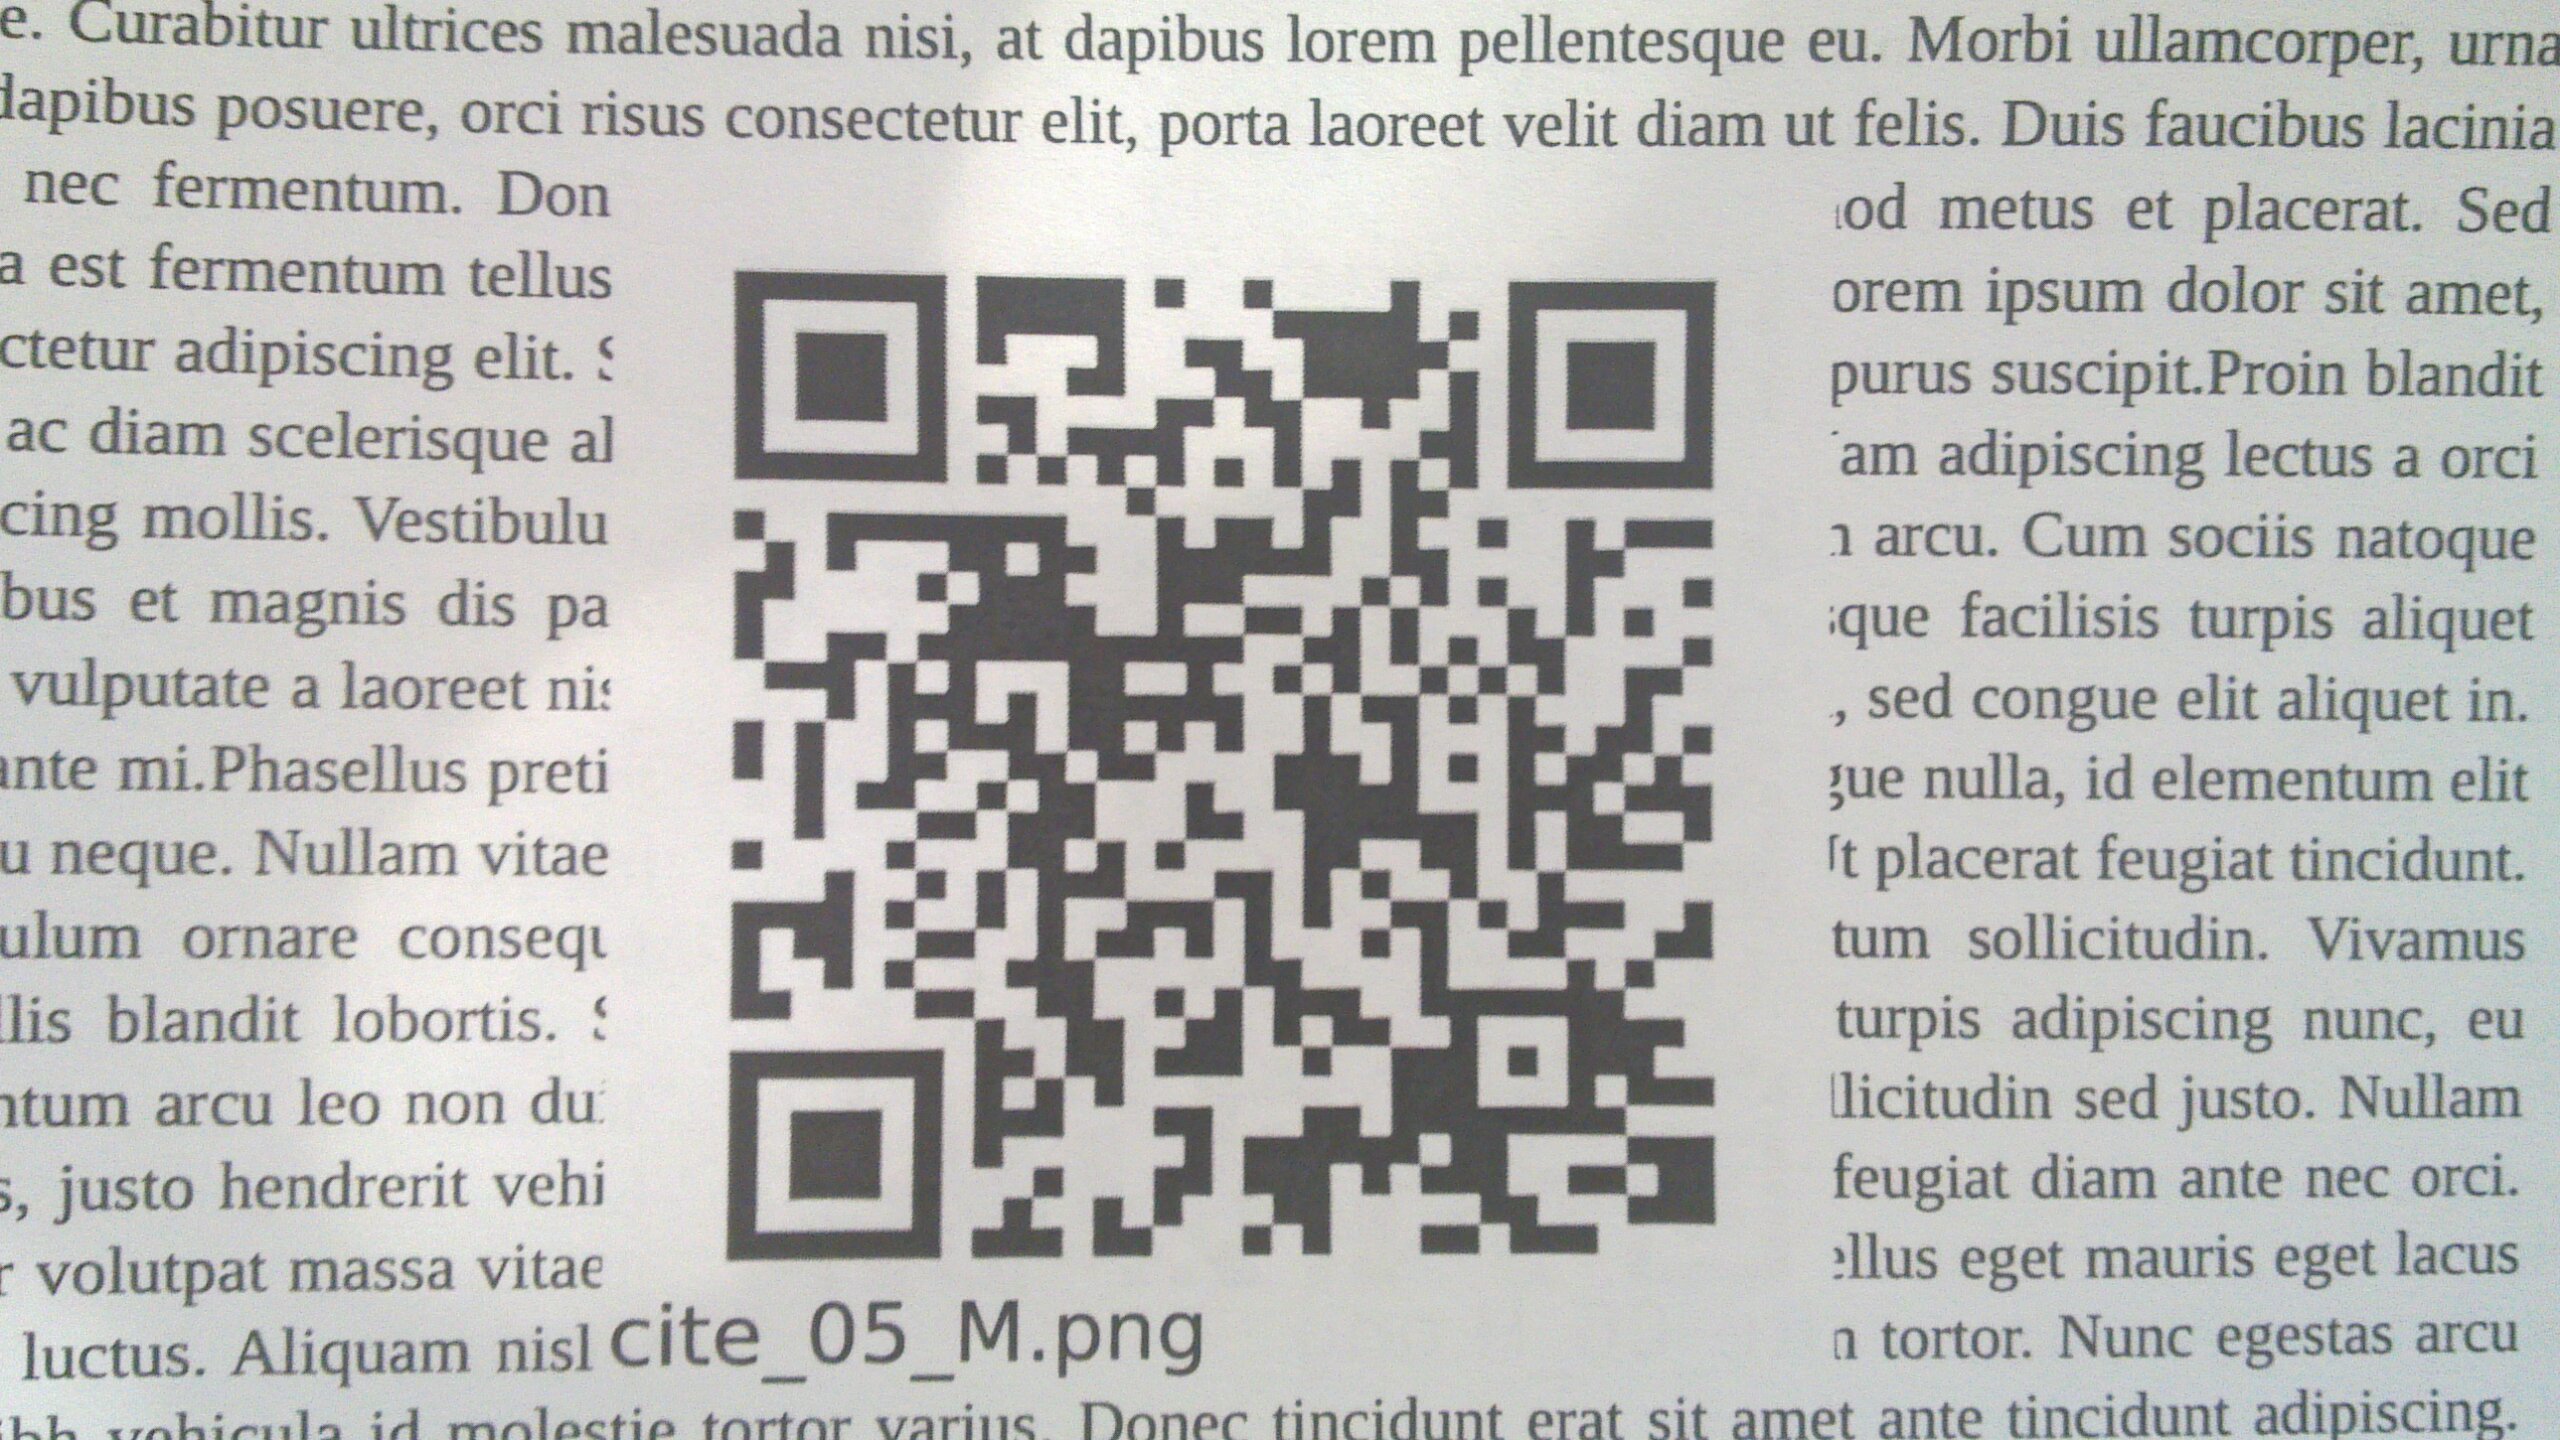 e. Curabitur ultrices malesuada nisi, at dapibus lorem pellentesque eu. Morbi ullamcorper, urna
dapibus posuere, orci risus consectetur elit, porta laoreet velit diam ut felis. Duis faucibus lacinia
nec fermentum. Don
od metus et placerat. Sed
a est fermentum tellus
orem ipsum dolor sit amet,
ctetur adipiscing elit. S
purus suscipit.Proin blandit
ac diam scelerisque al
am adipiscing lectus a orci
cing mollis. Vestibulu
arcu. Cum sociis natoque
bus et magnis dis pa
que facilisis turpis aliquet
vulputate a laoreet nis
, sed congue elit aliquet in.
ante mi.Phasellus preti
gue nulla, id elementum elit
u neque. Nullam vitae
t placerat feugiat tincidunt.
ulum ornare consequ
tum sollicitudin. Vivamus
llis blandit lobortis. S
turpis adipiscing nunc, eu
ntum arcu leo non du
llicitudin sed justo. Nullam
s, justo hendrerit vehi
feugiat diam ante nec orci.
r volutpat massa vitae
ellus eget mauris eget lacus
luctus. Aliquam nisl
cite_05_M.png
tortor. Nunc egestas arcu
ibh vehicula id molestie tortor varius. Donec tincidunt erat sit amet ante tincidunt adipiscing.